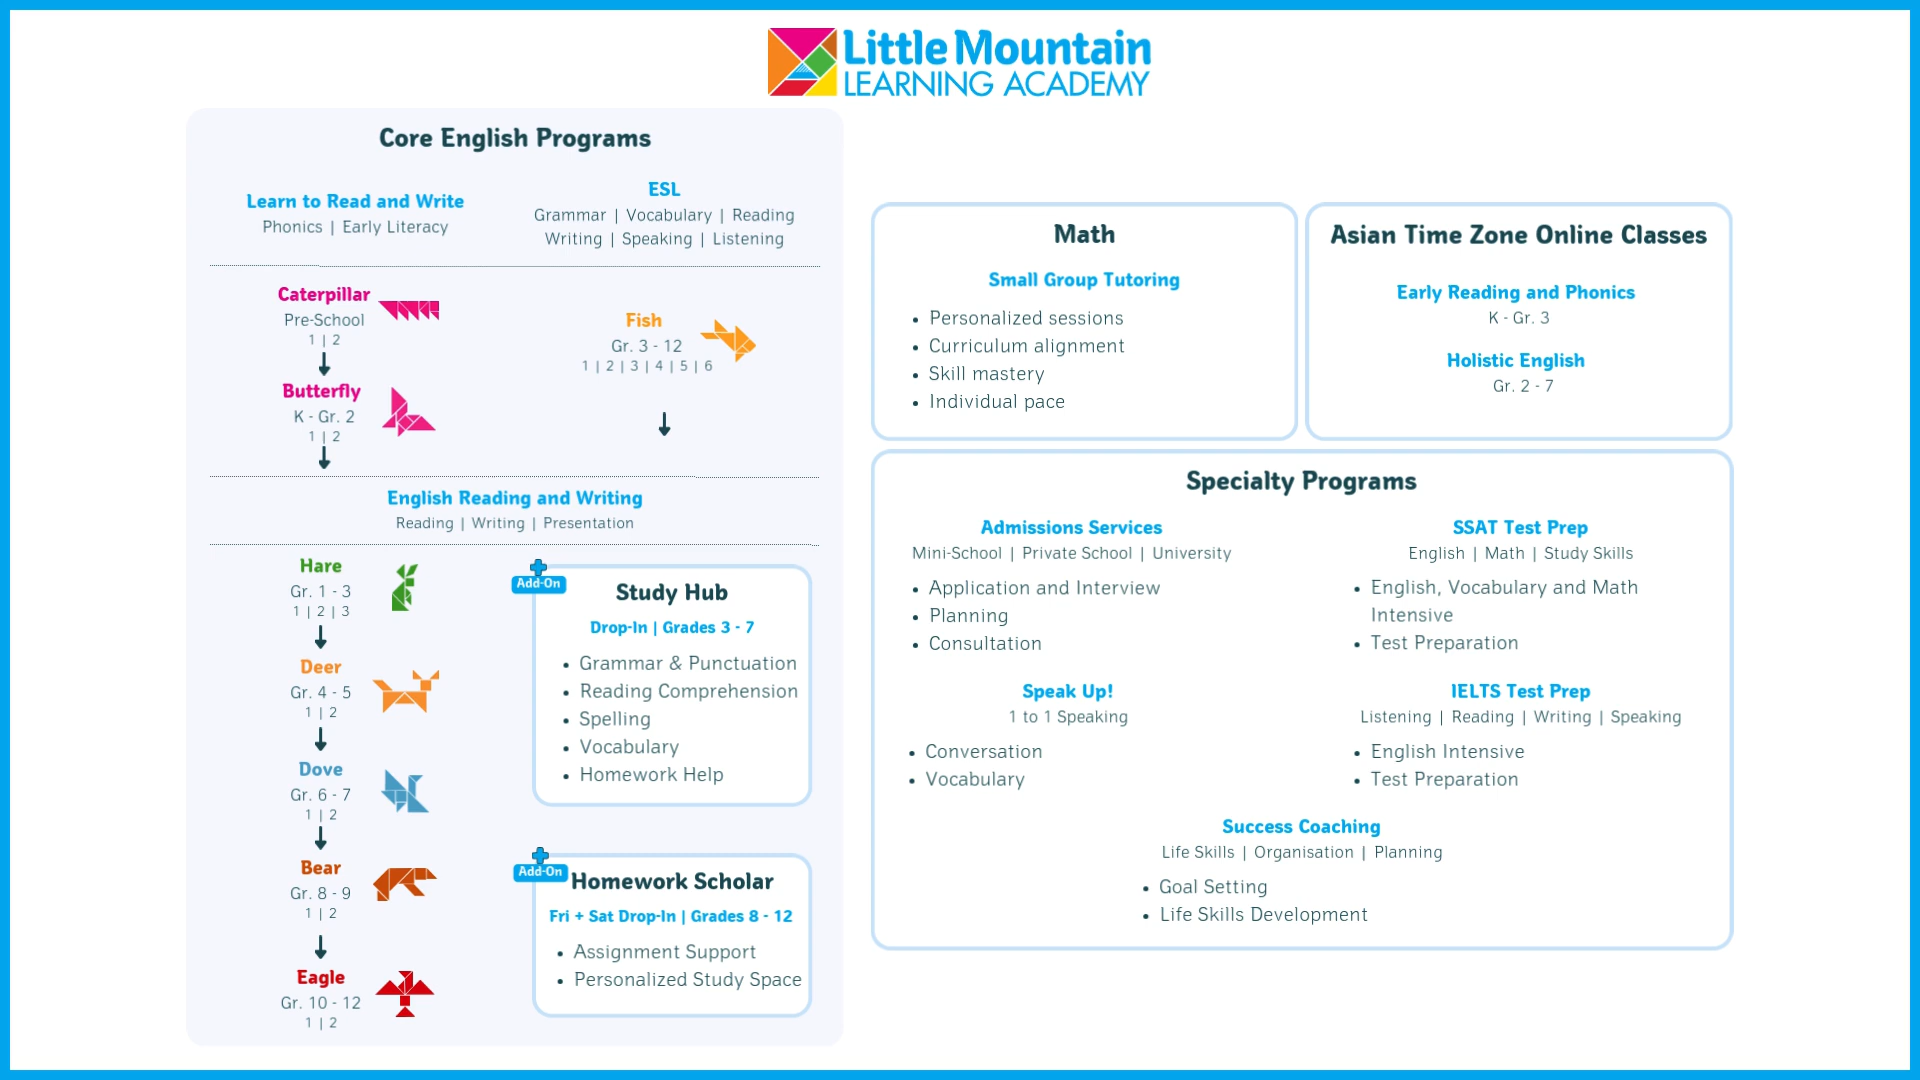 Little Mountain
LEARNING ACADEMY
Core English Programs
Learn to Read and Write
Phonics | Early Literacy
ESL
Grammar | Vocabulary | Reading
Writing | Speaking | Listening
Caterpillar
Pre-School
1 | 2
Butterfly
K - Gr. 2
1 | 2
Fish
Gr. 3 - 12
1 | 2 | 3 | 4 | 5 | 6
English Reading and Writing
Reading | Writing | Presentation
Hare
Gr. 1 - 3
1 | 2 | 3
Deer
Gr. 4 - 5
1 | 2
Dove
Gr. 6 - 7
1 | 2
Bear
Gr. 8 - 9
1 | 2
Eagle
Gr. 10 - 12
1 | 2
Add-On
Study Hub
Drop-In | Grades 3 - 7
• Grammar & Punctuation
• Reading Comprehension
• Spelling
• Vocabulary
• Homework Help
Add-On
Homework Scholar
Fri + Sat Drop-In | Grades 8 - 12
• Assignment Support
• Personalized Study Space
Math
Small Group Tutoring
• Personalized sessions
• Curriculum alignment
• Skill mastery
• Individual pace
Asian Time Zone Online Classes
Early Reading and Phonics
K - Gr. 3
Holistic English
Gr. 2 - 7
Specialty Programs
Admissions Services
Mini-School | Private School | University
• Application and Interview
• Planning
• Consultation
SSAT Test Prep
English | Math | Study Skills
• English, Vocabulary and Math
Intensive
• Test Preparation
Speak Up!
1 to 1 Speaking
• Conversation
• Vocabulary
IELTS Test Prep
Listening | Reading | Writing | Speaking
• English Intensive
• Test Preparation
Success Coaching
Life Skills | Organisation | Planning
• Goal Setting
• Life Skills Development